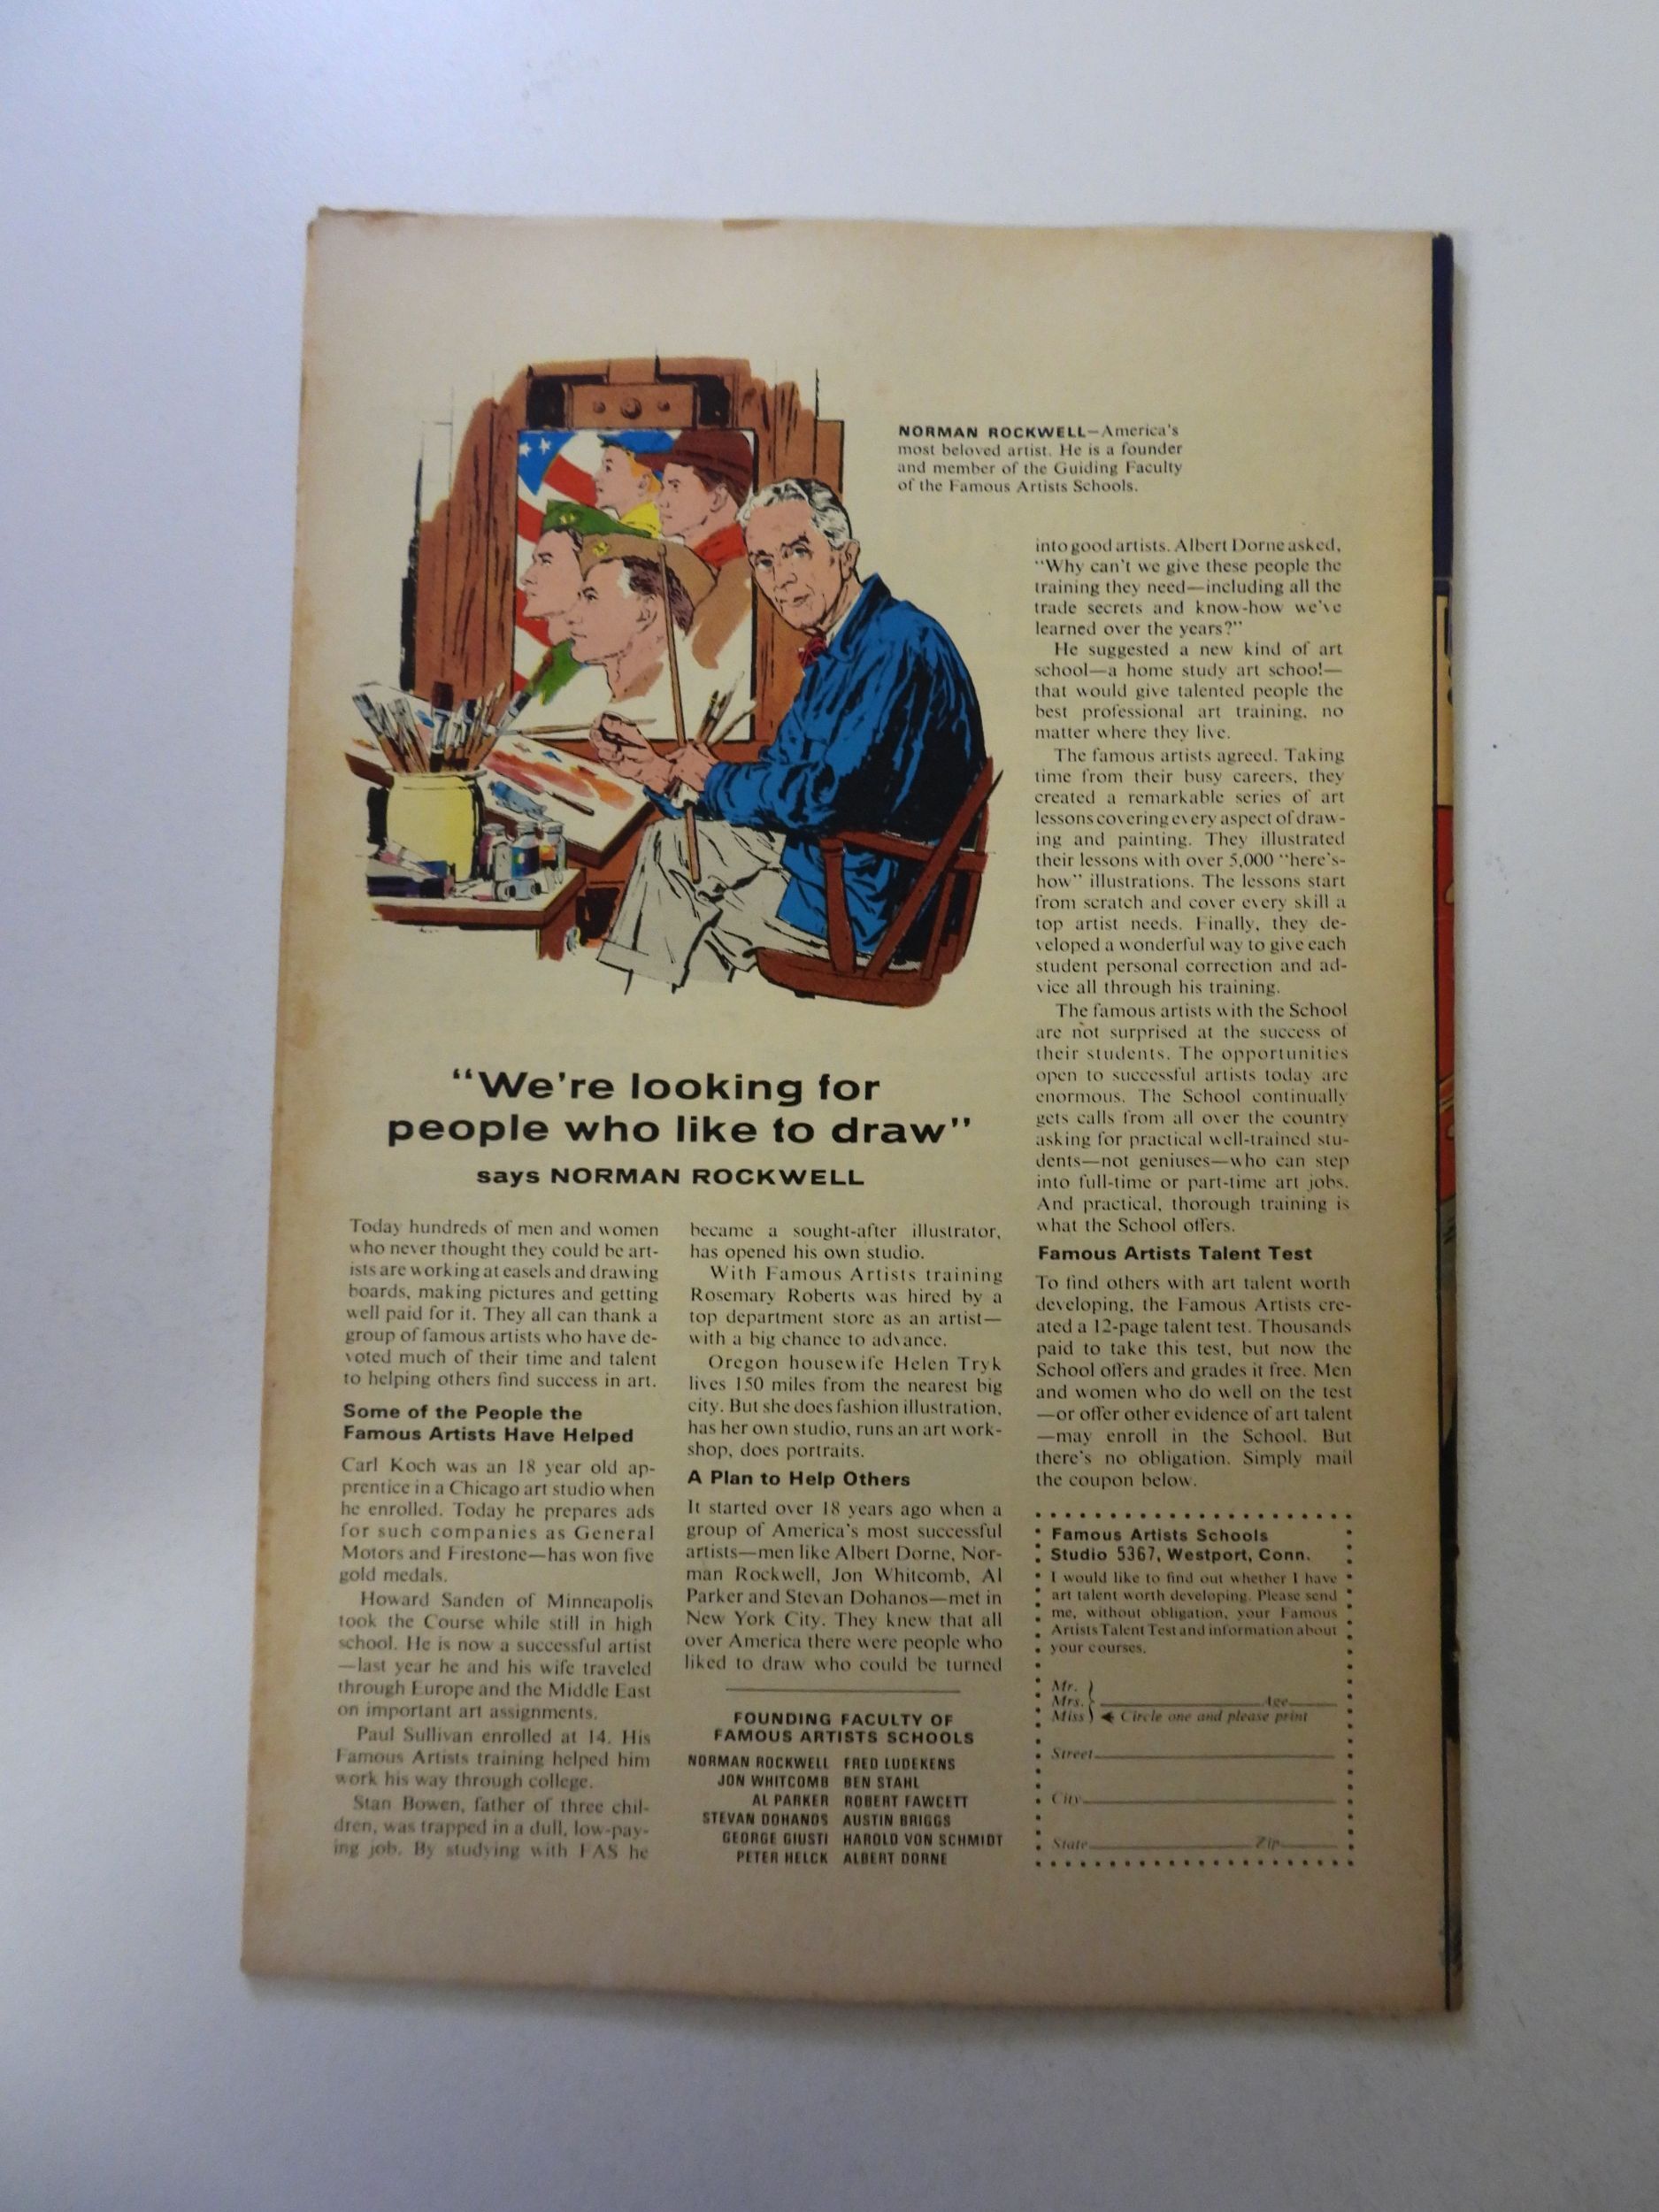 NORMAN ROCKWELL—America's
most beloved artist. He is a founder
and member of the Guiding Faculty
of the Famous Artists Schools.
"We're looking for
people who like to draw"
says NORMAN ROCKWELL
Today hundreds of men and women
who never thought they could be art-
ists are working at easels and drawing
boards, making pictures and getting
well paid for it. They all can thank a
group of famous artists who have de-
voted much of their time and talent
to helping others find success in art.
Some of the People the
Famous Artists Have Helped
Carl Koch was an 18 year old ap-
prentice in a Chicago art studio when
he enrolled. Today he prepares ads
for such companies as General
Motors and Firestone—has won five
gold medals.
Howard Sanden of Minneapolis
took the Course while still in high
school. He is now a successful artist
—last year he and his wife traveled
through Europe and the Middle East
on important art assignments.
Paul Sullivan enrolled at 14. His
Famous Artists training helped him
work his way through college.
Stan Bowen, father of three chil-
dren, was trapped in a dull, low-pay-
ing job. By studying with FAS he
became a sought-after illustrator,
has opened his own studio.
With Famous Artists training
Rosemary Roberts was hired by a
top department store as an artist—
with a big chance to advance.
Oregon housewife Helen Tryk
lives 150 miles from the nearest big
city. But she does fashion illustration,
has her own studio, runs an art work-
shop, does portraits.
A Plan to Help Others
It started over 18 years ago when a
group of America's most successful
artists—men like Albert Dorne, Nor-
man Rockwell, Jon Whitcomb, Al
Parker and Stevan Dohanos—met in
New York City. They knew that all
over America there were people who
liked to draw who could be turned
FOUNDING FACULTY OF
FAMOUS ARTISTS SCHOOLS
NORMAN ROCKWELL FRED LUDEKENS
JON WHITCOMB BEN STAHL
AL PARKER ROBERT FAWCETT
STEVAN DOHANOS AUSTIN BRIGGS
GEORGE GIUSTI HAROLD VON SCHMIDT
PETER HELCK ALBERT DORNE
into good artists. Albert Dorne asked,
"Why can't we give these people the
training they need—including all the
trade secrets and know-how we've
learned over the years?"
He suggested a new kind of art
school—a home study art school—
that would give talented people the
best professional art training, no
matter where they live.
The famous artists agreed. Taking
time from their busy careers, they
created a remarkable series of art
lessons covering every aspect of draw-
ing and painting. They illustrated
their lessons with over 5,000 "here's-
how" illustrations. The lessons start
from scratch and cover every skill a
top artist needs. Finally, they de-
veloped a wonderful way to give each
student personal correction and ad-
vice all through his training.
The famous artists with the School
are not surprised at the success of
their students. The opportunities
open to successful artists today are
enormous. The School continually
gets calls from all over the country
asking for practical well-trained stu-
dents—not geniuses—who can step
into full-time or part-time art jobs.
And practical, thorough training is
what the School offers.
Famous Artists Talent Test
To find others with art talent worth
developing, the Famous Artists cre-
ated a 12-page talent test. Thousands
paid to take this test, but now the
School offers and grades it free. Men
and women who do well on the test
—or offer other evidence of art talent
—may enroll in the School. But
there's no obligation. Simply mail
the coupon below.
Famous Artists Schools
Studio 5367, Westport, Conn.
I would like to find out whether I have
art talent worth developing. Please send
me, without obligation, your Famous
Artists Talent Test and information about
your courses.
Mr.
Mrs. Age
Miss Circle one and please print
Street
City
State Zip